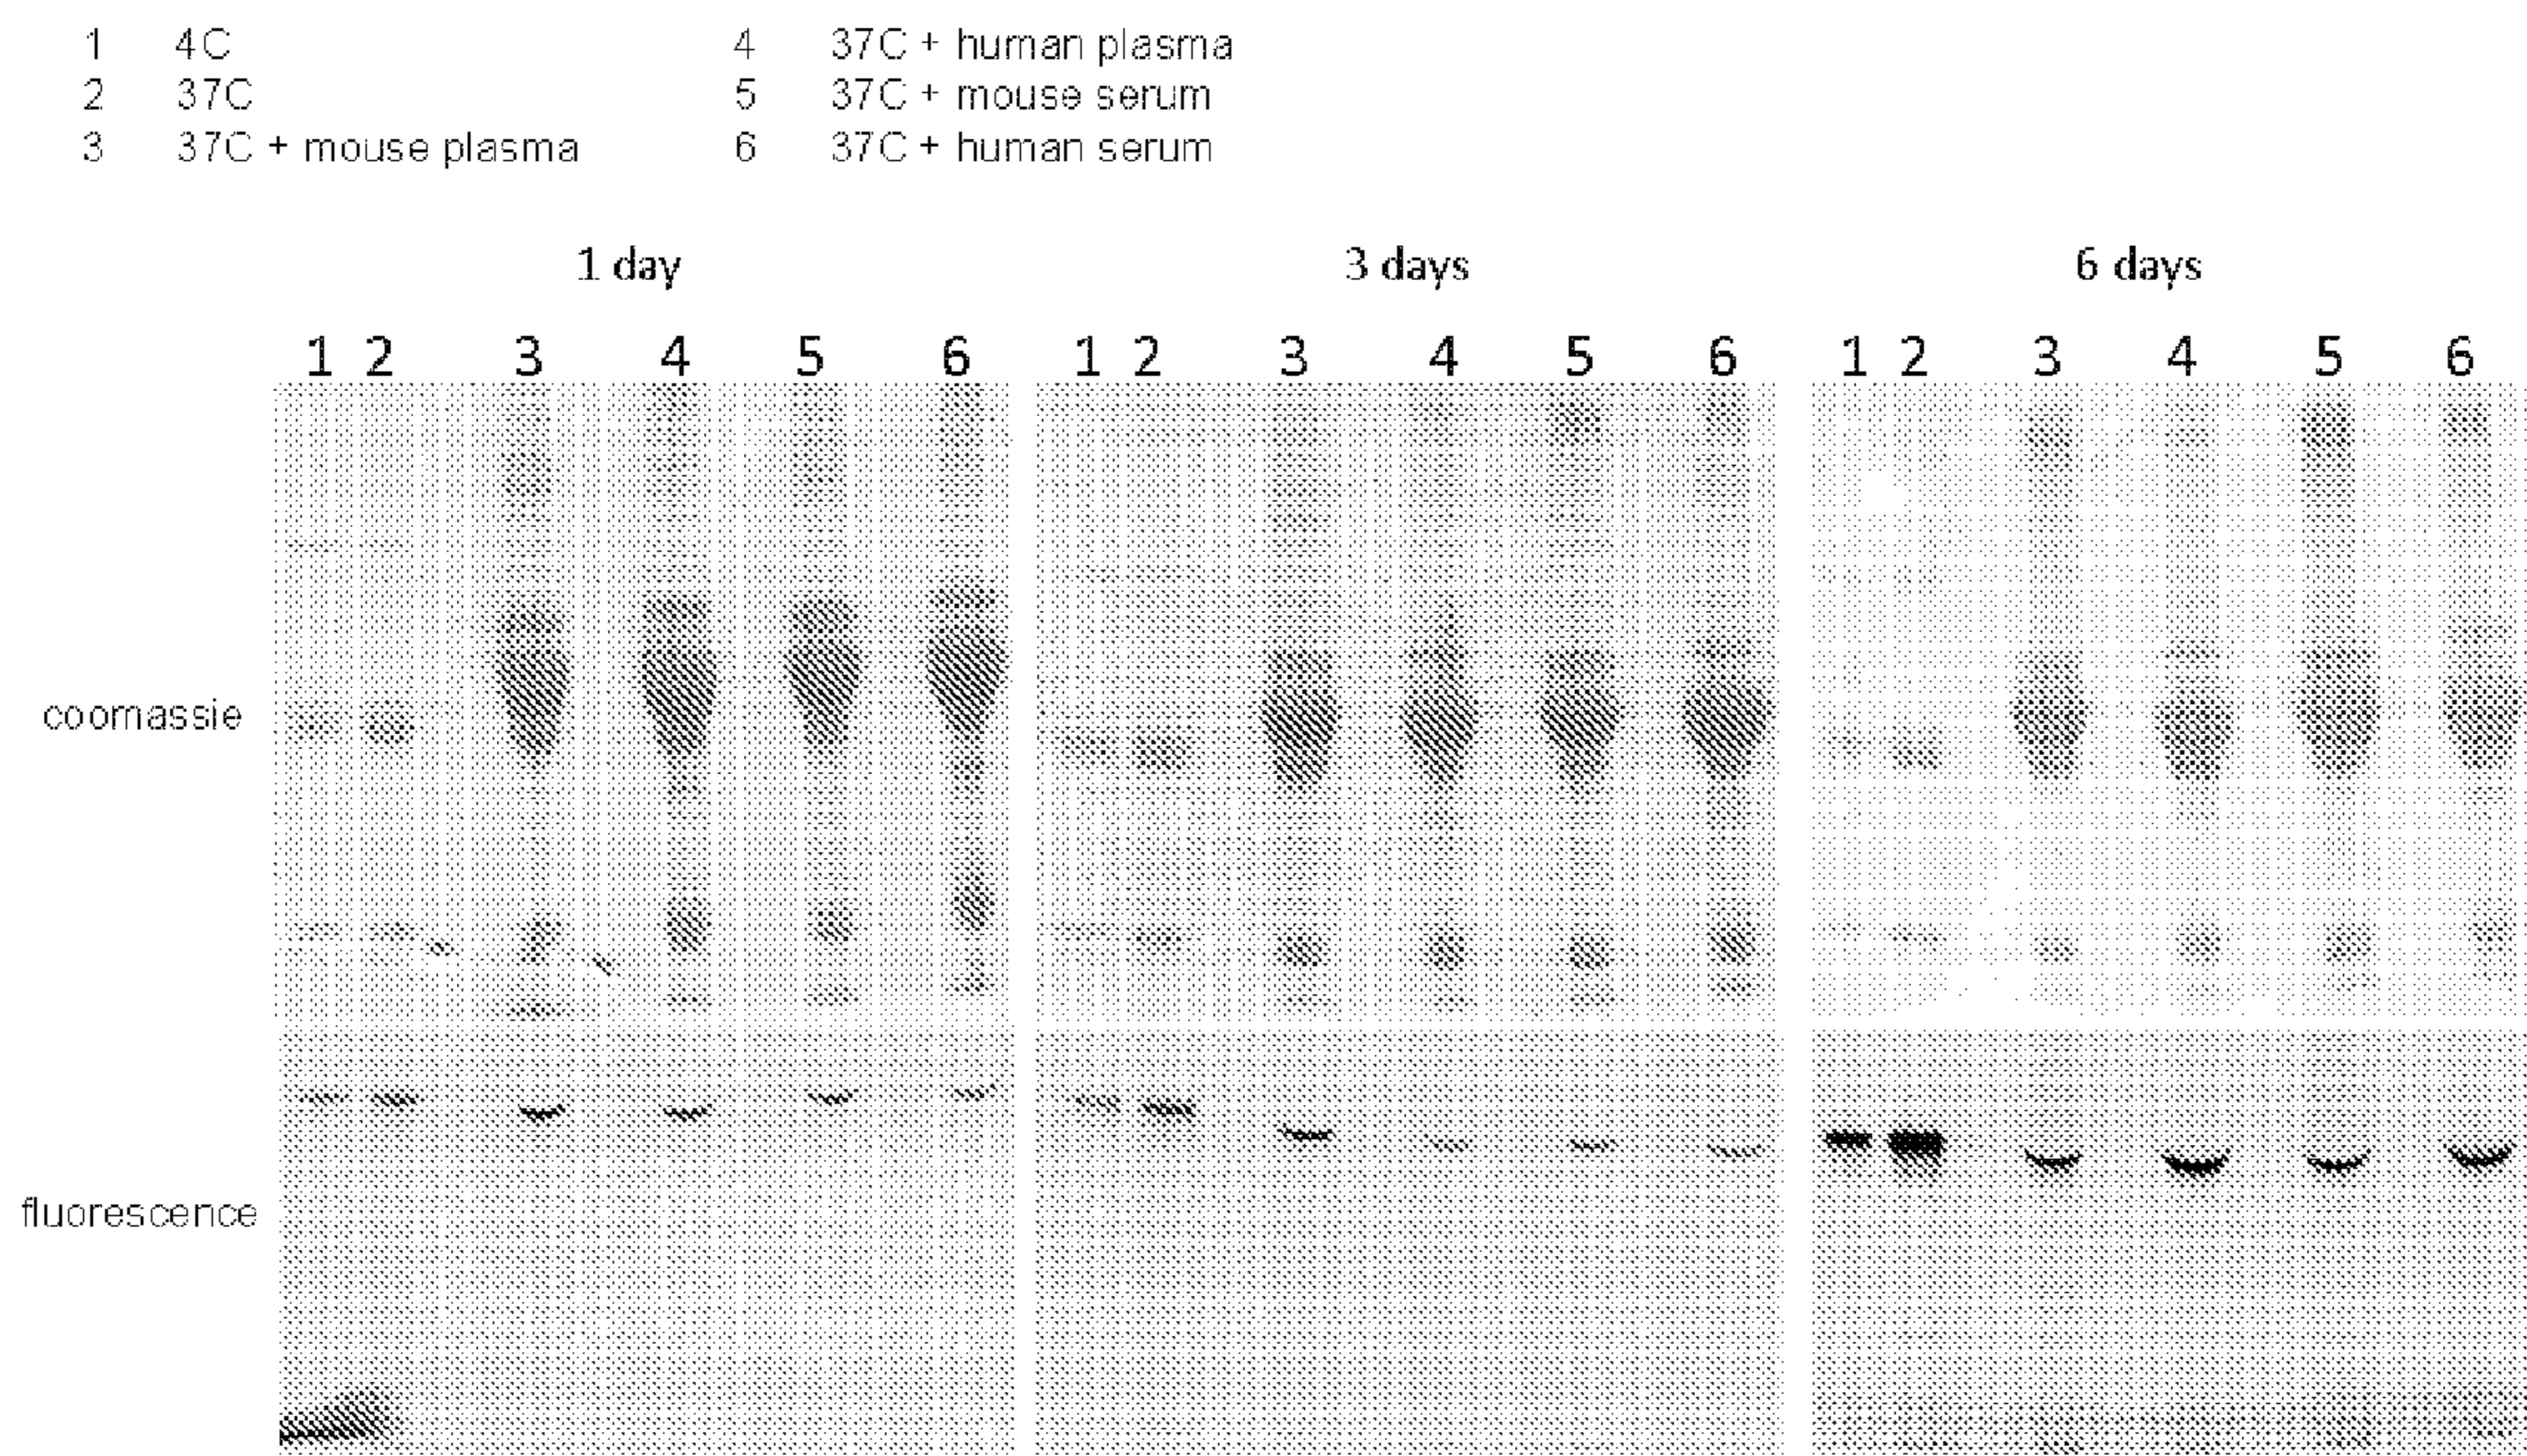 1 4C 4 37C + human plasma
2 37C 5 37C + mouse serum
3 37C + mouse plasma 6 37C + human serum
1 day 3 days 6 days
1 2 3 4 5 6 1 2 3 4 5 6 1 2 3 4 5 6
coomassie
fluorescence